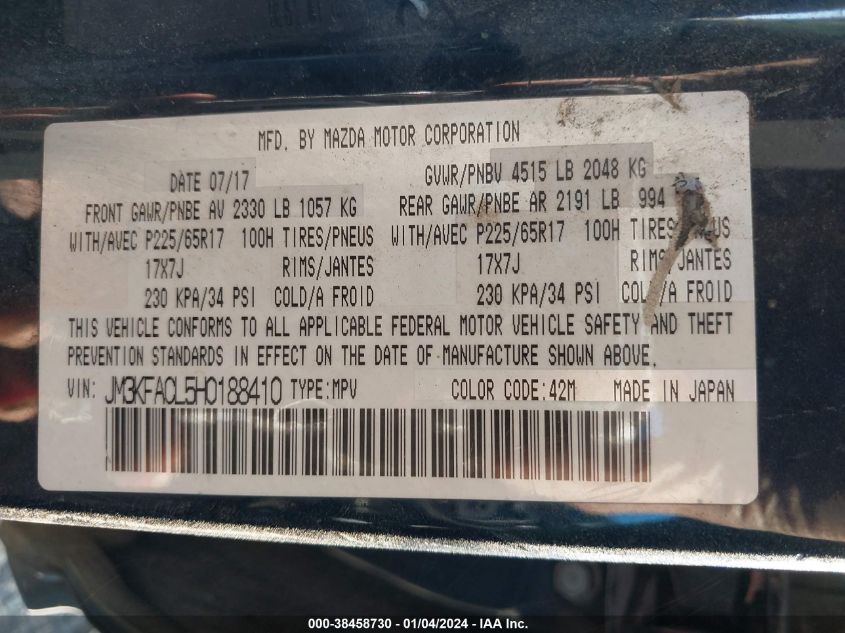 MFD. BY MAZDA MOTOR CORPORATION
DATE 07/17 GVWR/PNBV 4515 LB 2048 KG
FRONT GAWR/PNBE AV 2330 LB 1057 KG REAR GAWR/PNBE AR 2191 LB 994
WITH/AVEC P225/65R17 100H TIRES/PNEUS WITH/AVEC P225/65R17 100H TIRES/PNEUS
17X7J RIMS/JANTES 17X7J RIMS/JANTES
230 KPA/34 PSI COLD/A FROID 230 KPA/34 PSI COLD/A FROID
THIS VEHICLE CONFORMS TO ALL APPLICABLE FEDERAL MOTOR VEHICLE SAFETY AND THEFT
PREVENTION STANDARDS IN EFFECT ON THE DATE OF MANUFACTURE SHOWN ABOVE.
VIN: JM3KFACL5H0188410 TYPE:MPV COLOR CODE:42M MADE IN JAPAN
000-38458730 - 01/04/2024 - IAA Inc.